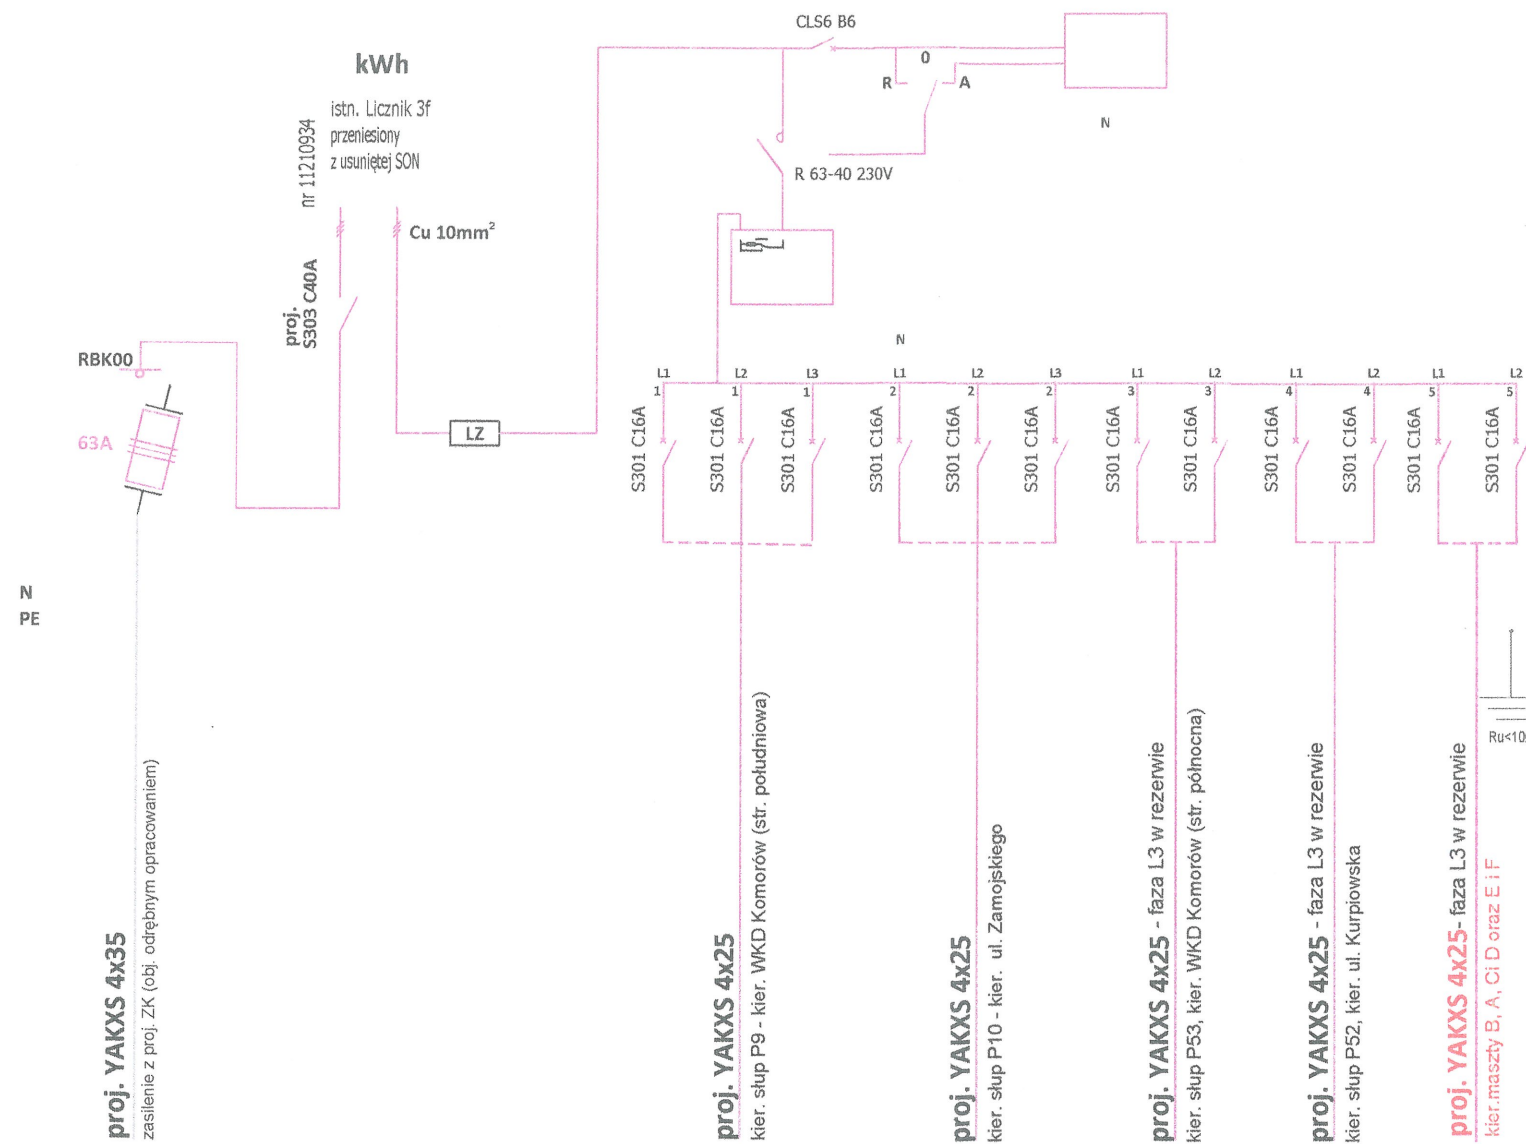 CLS6 B6
kWh
O
R
A
istn. Licznik 3f
przeniesiony
z usuniętej SON
nr 11210934
N
R 63-40 230V
Cu 10mm²
proj.
S303 C40A
N
RBK00
63A
LZ
L1
L2
L3
L1
L2
L3
L1
L2
L1
L2
L1
L2
1
1
1
2
2
2
3
3
4
4
5
5
S301 C16A
S301 C16A
S301 C16A
S301 C16A
S301 C16A
S301 C16A
S301 C16A
S301 C16A
S301 C16A
S301 C16A
S301 C16A
S301 C16A
N
PE
Ru<10
proj. YAKXS 4x35
zasilenie z proj. ZK (obj. odrębnym opracowaniem)
proj. YAKXS 4x25
kier. słup P9 - kier. WKD Komorów (str. południowa)
proj. YAKXS 4x25
kier. słup P10 - kier. ul. Zamojskiego
proj. YAKXS 4x25 - faza L3 w rezerwie
kier. słup P53, kier. WKD Komorów (str. północna)
proj. YAKXS 4x25 - faza L3 w rezerwie
kier. słup P52, kier. ul. Kurpiowska
proj. YAKXS 4x25- faza L3 w rezerwie
kier.maszty B, A, C i D oraz E i F